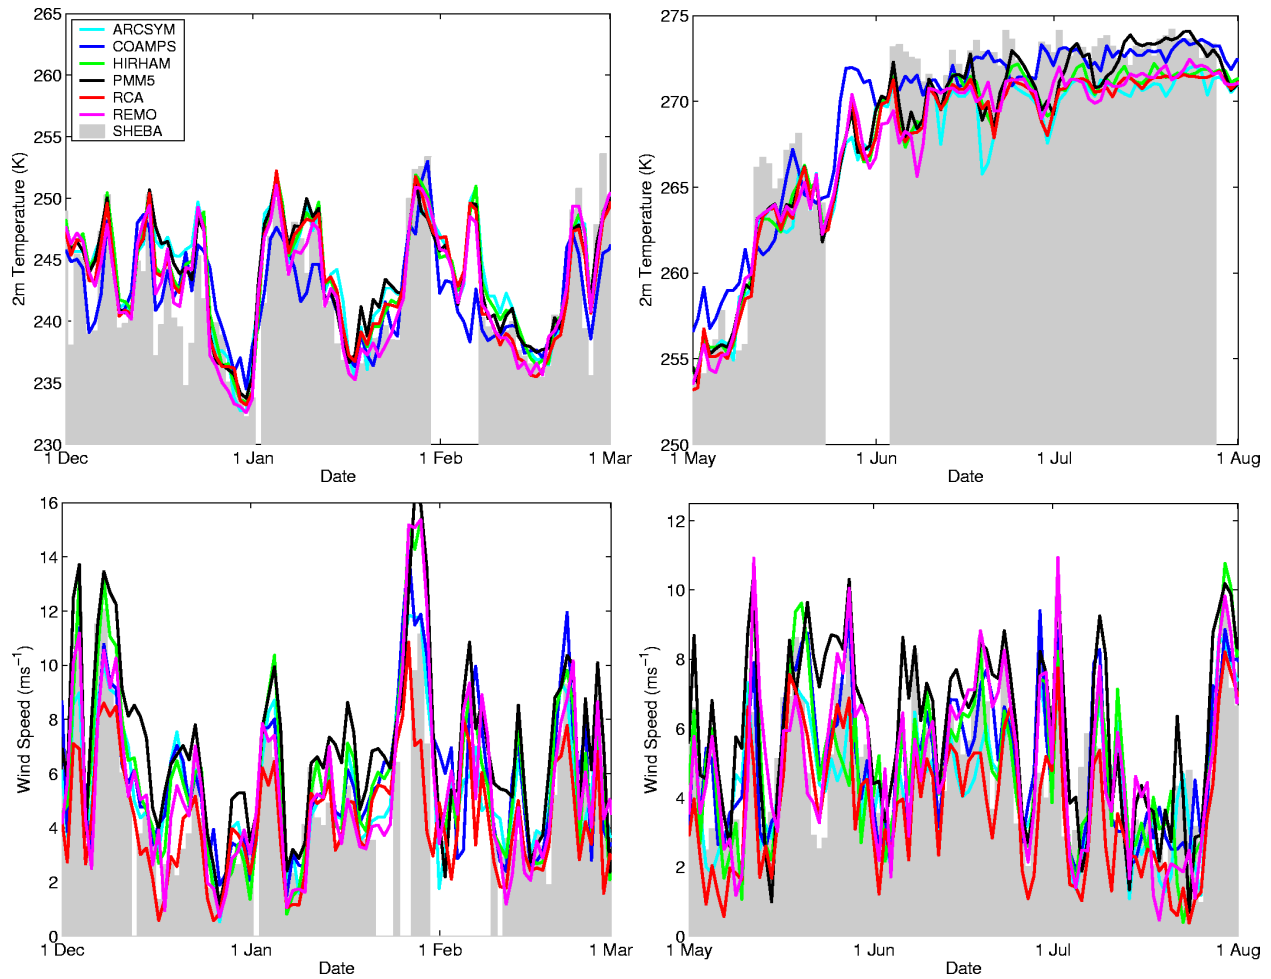 265
260
255
250
245
240
235
230
2m Temperature (K)
ARCSYM
COAMPS
HIRHAM
PMM5
RCA
REMO
SHEBA
1 Dec
1 Jan
1 Feb
1 Mar
Date
275
270
265
260
255
250
2m Temperature (K)
1 May
1 Jun
1 Jul
1 Aug
Date
16
14
12
10
8
6
4
2
0
Wind Speed (ms⁻¹)
1 Dec
1 Jan
1 Feb
1 Mar
Date
12
10
8
6
4
2
0
Wind Speed (ms⁻¹)
1 May
1 Jun
1 Jul
1 Aug
Date